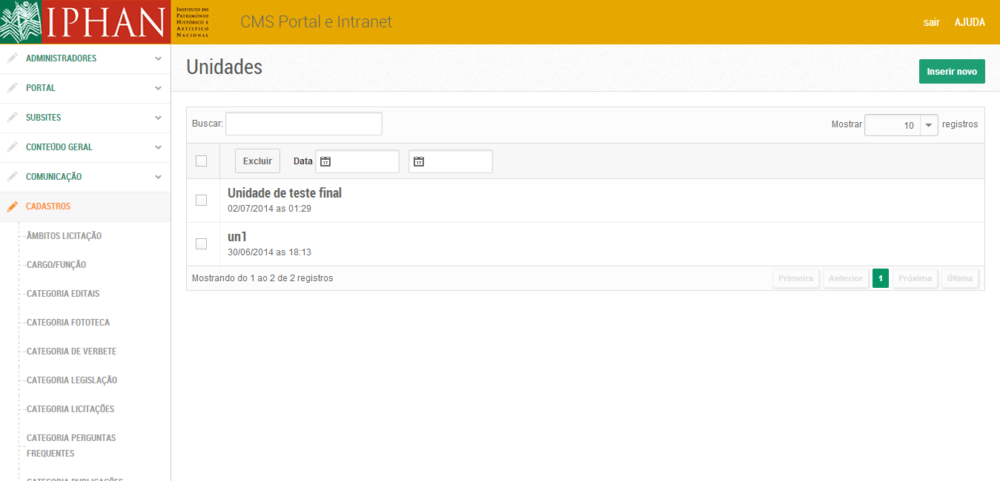 IPHAN
INSTITUTO DO
PATRIMÔNIO
HISTÓRICO E
ARTÍSTICO
NACIONAL
CMS Portal e Intranet
sair AJUDA
ADMINISTRADORES
PORTAL
SUBSITES
CONTEÚDO GERAL
COMUNICAÇÃO
CADASTROS
ÂMBITOS LICITAÇÃO
CARGO/FUNÇÃO
CATEGORIA EDITAIS
CATEGORIA FOTOTECA
CATEGORIA DE VERBETE
CATEGORIA LEGISLAÇÃO
CATEGORIA LICITAÇÕES
CATEGORIA PERGUNTAS
FREQUENTES
CATEGORIA PUBLICAÇÕES
Unidades
Inserir novo
Buscar:
Mostrar 10 registros
Excluir Data 17 17
Unidade de teste final
02/07/2014 as 01:29
un1
30/06/2014 as 18:13
Mostrando do 1 ao 2 de 2 registros
Primeira Anterior 1 Próxima Última